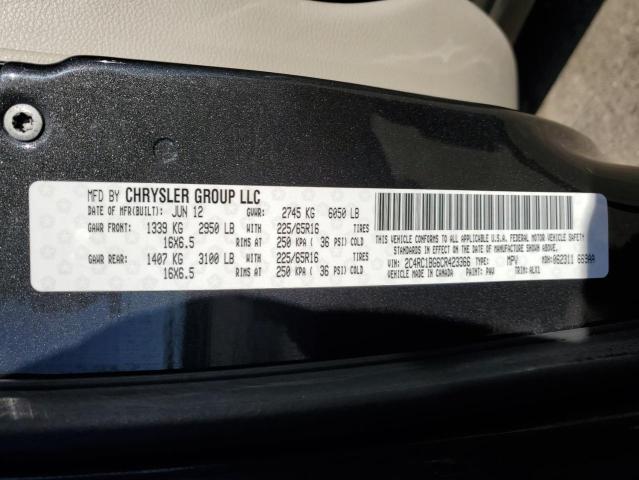 MFD BY CHRYSLER GROUP LLC
DATE OF MFR(BUILT): JUN 12 GVWR: 2745 KG 6050 LB
GAWR FRONT: 1339 KG 2950 LB WITH 225/65R16 TIRES
16X6.5 RIMS AT 250 KPA ( 36 PSI) COLD
GAWR REAR: 1407 KG 3100 LB WITH 225/65R16 TIRES
16X6.5 RIMS AT 250 KPA ( 36 PSI) COLD
THIS VEHICLE CONFORMS TO ALL APPLICABLE U.S.A. FEDERAL MOTOR VEHICLE SAFETY
STANDARDS IN EFFECT ON THE DATE OF MANUFACTURE SHOWN ABOVE.
VIN: 2C4RC1BG6CR423366 TYPE: MPV MDH: 062311
VEHICLE MADE IN CANADA PAINT: PAV TRIM: ALX1